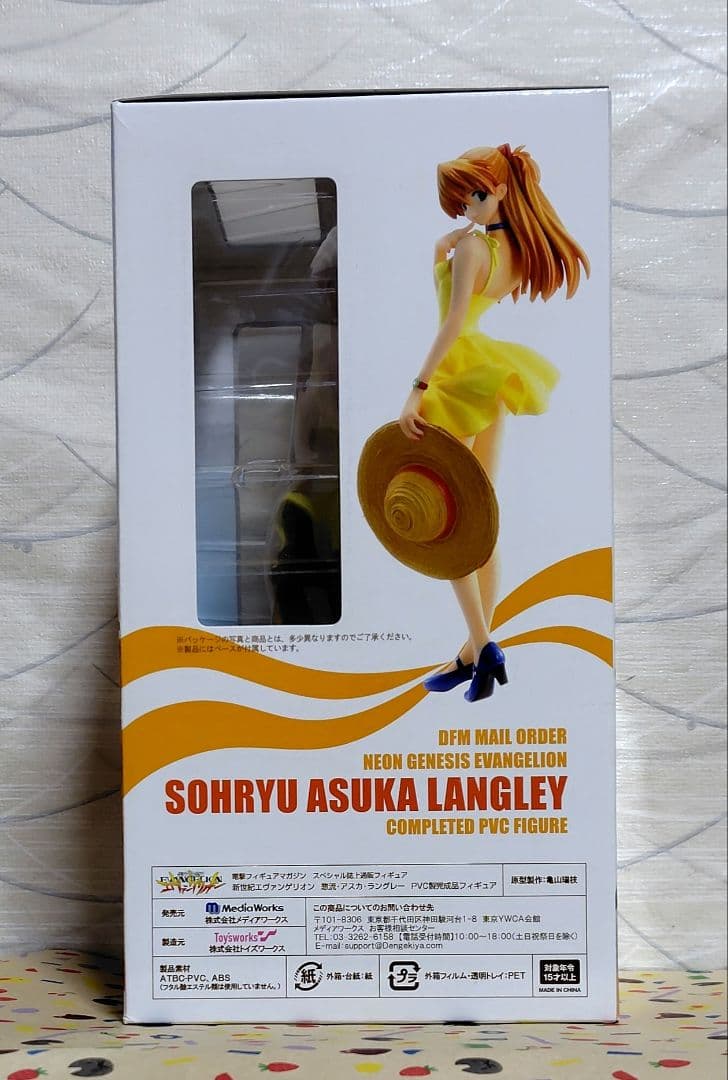 ※パッケージの写真と商品とは、多少異なりますのでご了承ください。
※製品にはベースが付属しています。
DFM MAIL ORDER
NEON GENESIS EVANGELION
SOHRYU ASUKA LANGLEY
COMPLETED PVC FIGURE
EVANGELION
電撃フィギュアマガジン スペシャル誌上通販フィギュア
新世紀エヴァンゲリオン 惣流・アスカ・ラングレー PVC製完成品フィギュア
原型製作:亀山瑞枝
発売元
MediaWorks
株式会社メディアワークス
製造元
Toy'sworks
株式会社トイズワークス
この商品についてのお問い合わせ先
〒101-8306 東京都千代田区神田駿河台1-8 東京YWCA会館
メディアワークス お客様相談センター
TEL:03-3262-6158【電話受付時間】10:00~18:00(土日祝祭日を除く)
E-mail:support@Dengekiya.com
製品素材
ATBC-PVC、ABS
(フタル酸エステル類は使用していません。)
紙
外箱・台紙:紙
プラ
外箱フィルム・透明トレイ:PET
対象年令
15才以上
MADE IN CHINA